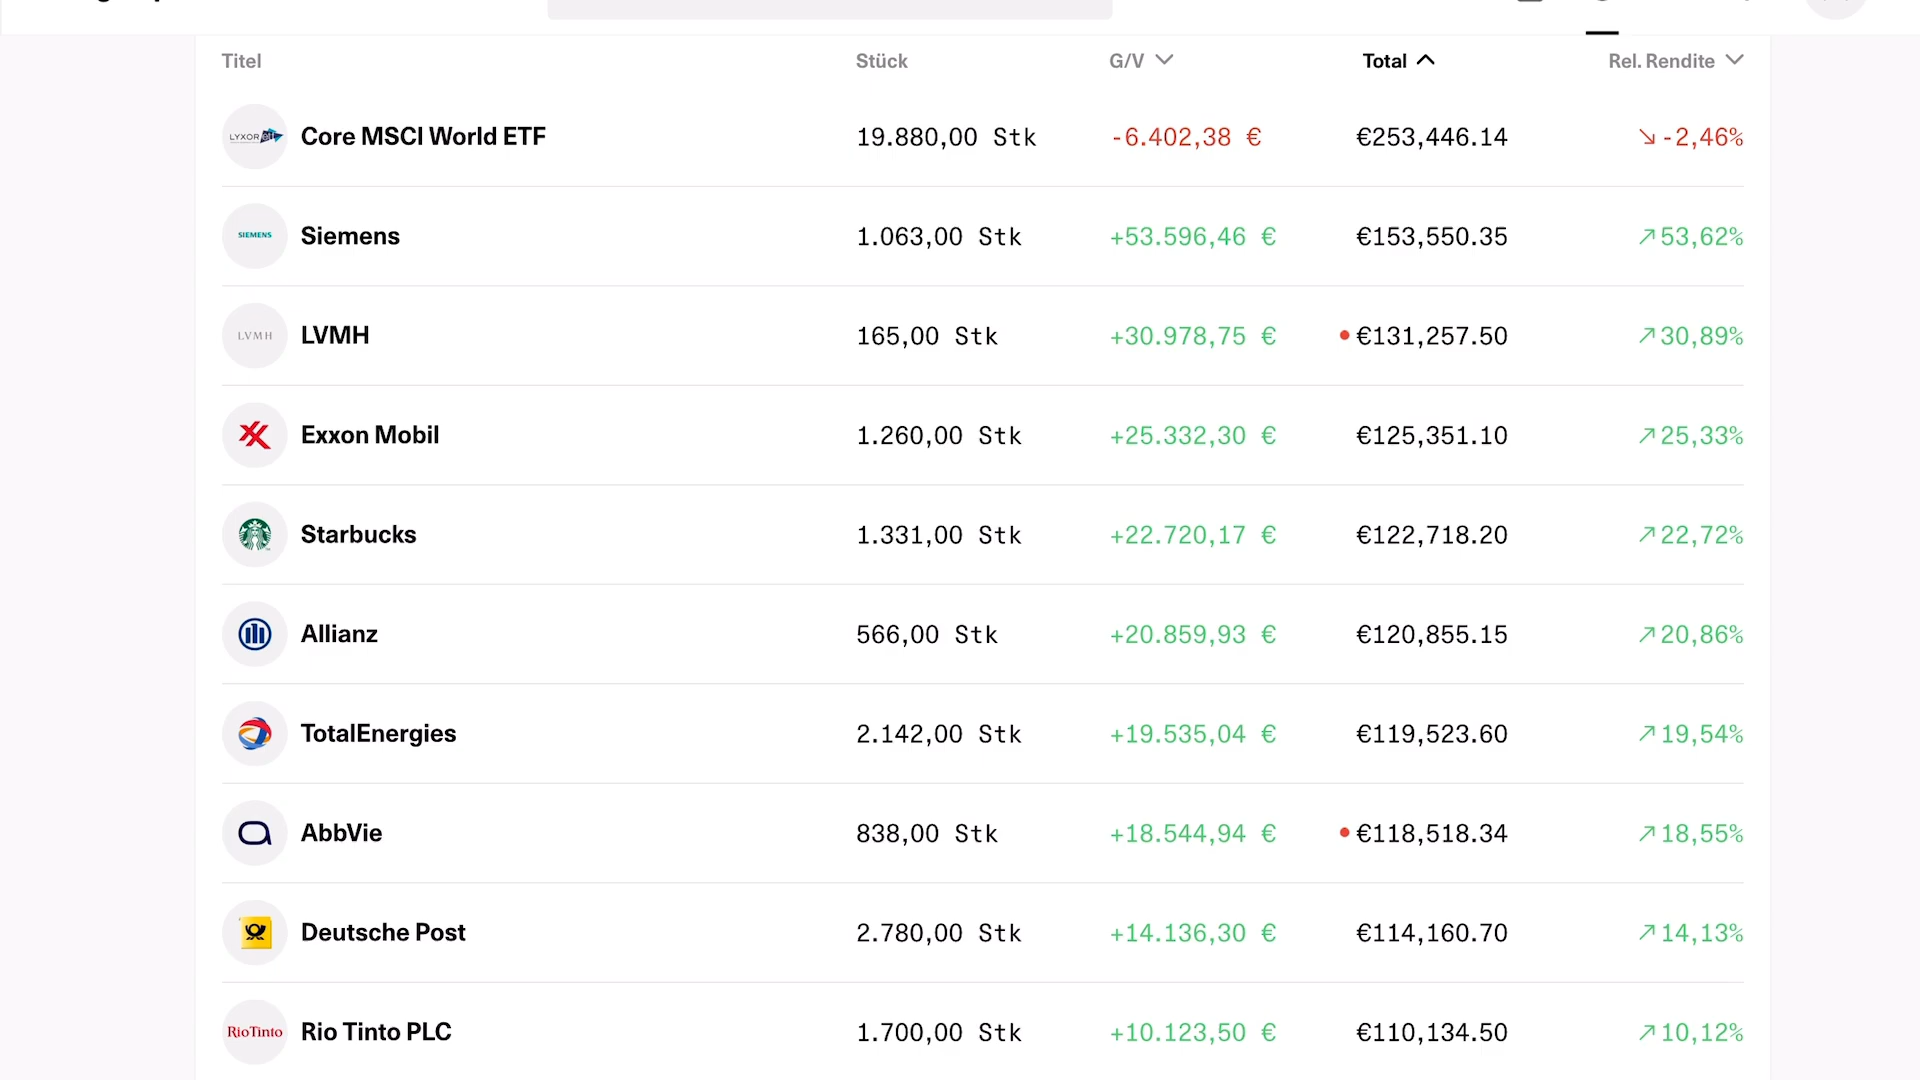 Titel Stück G/V Total Rel. Rendite
LYXOR ETF Core MSCI World ETF 19.880,00 Stk -6.402,38 € €253,446.14 -2,46%
SIEMENS Siemens 1.063,00 Stk +53.596,46 € €153,550.35 53,62%
LVMH LVMH 165,00 Stk +30.978,75 € €131,257.50 30,89%
Exxon Mobil 1.260,00 Stk +25.332,30 € €125,351.10 25,33%
Starbucks 1.331,00 Stk +22.720,17 € €122,718.20 22,72%
Allianz 566,00 Stk +20.859,93 € €120,855.15 20,86%
TotalEnergies 2.142,00 Stk +19.535,04 € €119,523.60 19,54%
AbbVie 838,00 Stk +18.544,94 € €118,518.34 18,55%
Deutsche Post 2.780,00 Stk +14.136,30 € €114,160.70 14,13%
RioTinto Rio Tinto PLC 1.700,00 Stk +10.123,50 € €110,134.50 10,12%